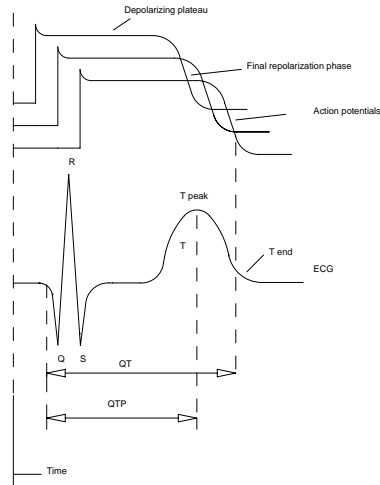 Depolarizing plateau
Final repolarization phase
Action potentials
R
T peak
T
T end
ECG
Q
S
QT
QTP
Time